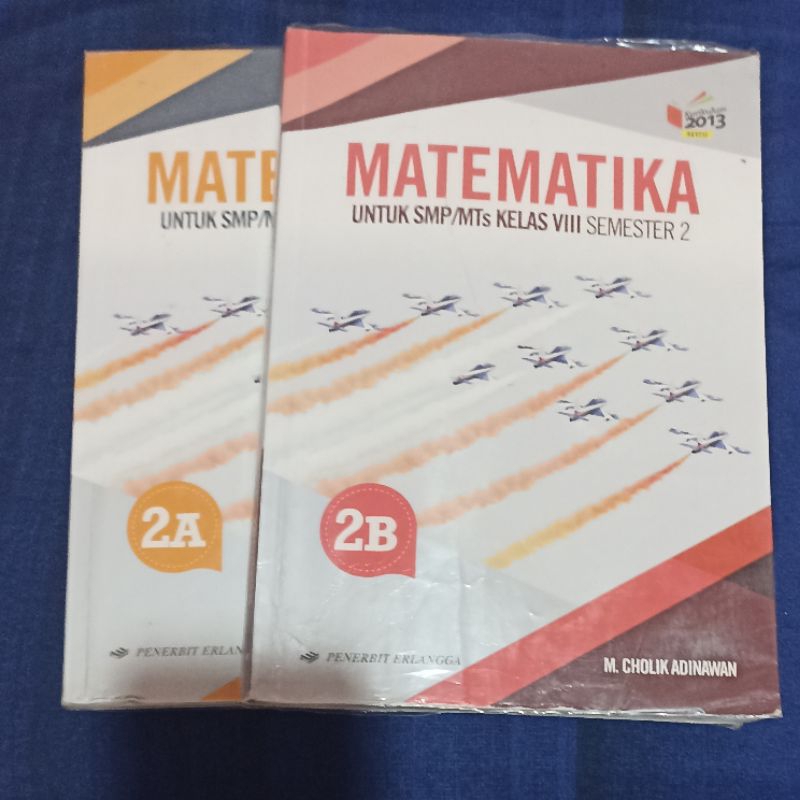 MATE
UNTUK SMP/M
2A
PENERBIT ERLAN
Kurikulum
2013
REVISI
MATEMATIKA
UNTUK SMP/MTs KELAS VIII SEMESTER 2
2B
PENERBIT ERLANGGA
M. CHOLIK ADINAWAN